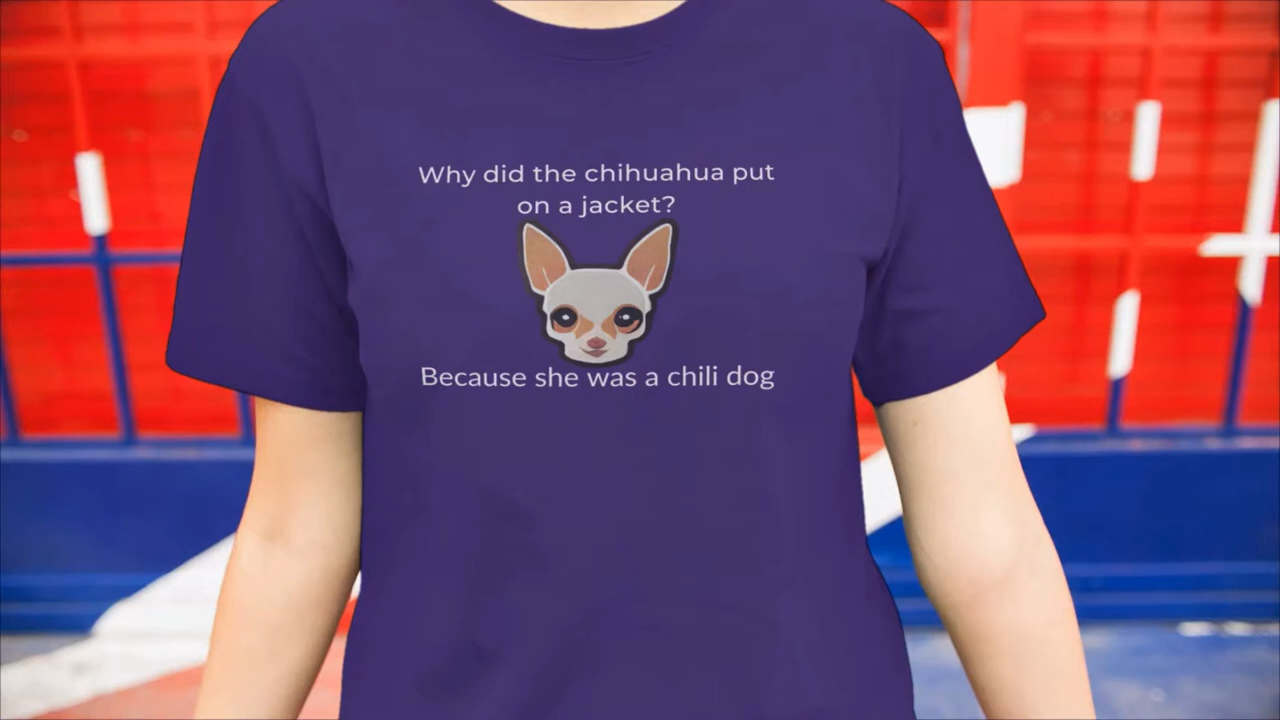 Why did the chihuahua put
on a jacket?
Because she was a chili dog